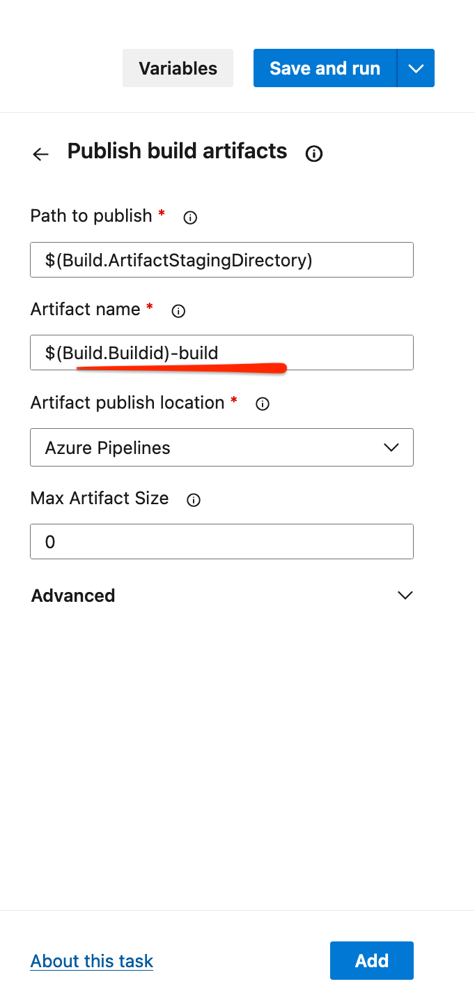 Variables
Save and run
Publish build artifacts
Path to publish *
$(Build.ArtifactStagingDirectory)
Artifact name *
$(Build.Buildid)-build
Artifact publish location *
Azure Pipelines
Max Artifact Size
0
Advanced
About this task
Add